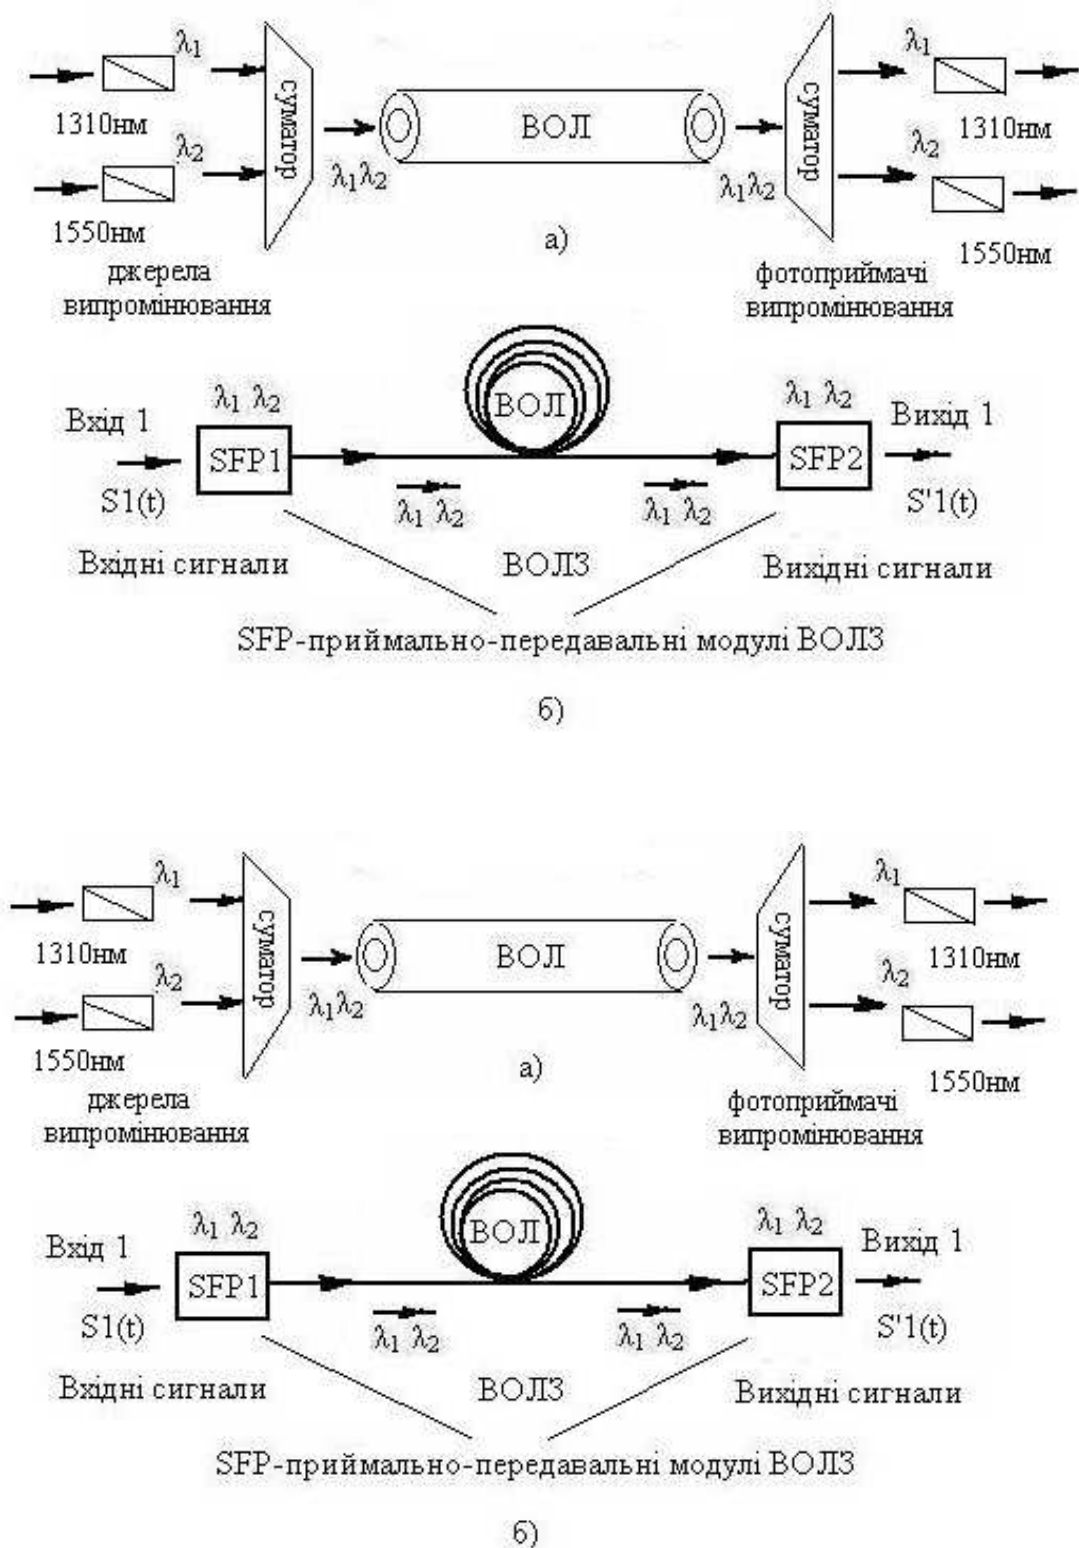 λ1 λ1
1310нм суматор ВОЛ суматор 1310нм
λ2 λ1λ2 λ1λ2 λ2
1550нм а) 1550нм
джерела
випромінювання
фотоприймачі
випромінювання
λ1 λ2 ВОЛ λ1 λ2
Вхід 1 Вихід 1
SFP1 SFP2
S1(t) λ1 λ2 λ1 λ2 S'1(t)
Вхідні сигнали ВОЛЗ Вихідні сигнали
SFP-приймально-передавальні модулі ВОЛЗ
б)
λ1 λ1
1310нм суматор ВОЛ суматор 1310нм
λ2 λ1λ2 λ1λ2 λ2
1550нм а) 1550нм
джерела
випромінювання
фотоприймачі
випромінювання
λ1 λ2 ВОЛ λ1 λ2
Вхід 1 Вихід 1
SFP1 SFP2
S1(t) λ1 λ2 λ1 λ2 S'1(t)
Вхідні сигнали ВОЛЗ Вихідні сигнали
SFP-приймально-передавальні модулі ВОЛЗ
б)